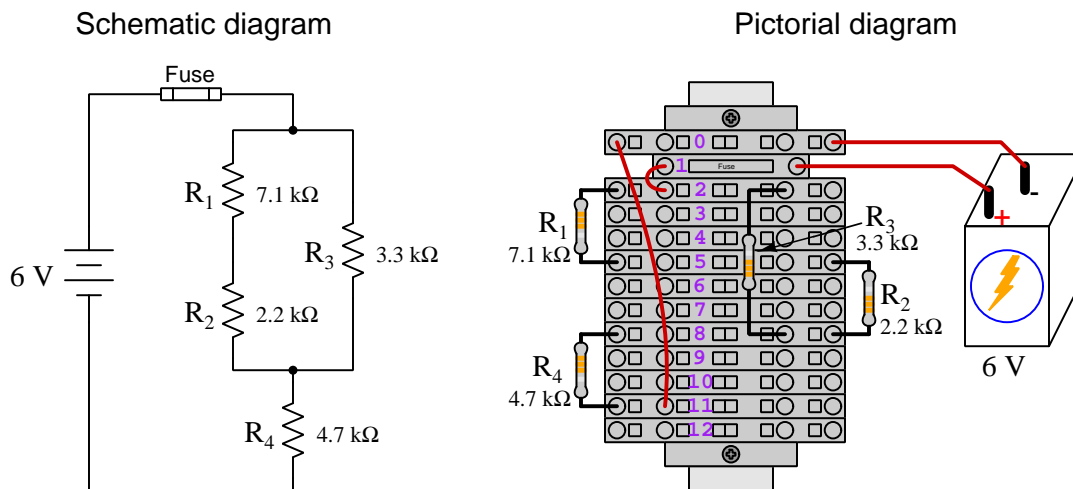 Schematic diagram
Fuse
R1
7.1 kΩ
R3
3.3 kΩ
6 V
R2
2.2 kΩ
R4
4.7 kΩ
Pictorial diagram
0
1
Fuse
2
3
4
5
6
7
8
9
10
11
12
R1
7.1 kΩ
R3
3.3 kΩ
R2
2.2 kΩ
R4
4.7 kΩ
-
+
6 V